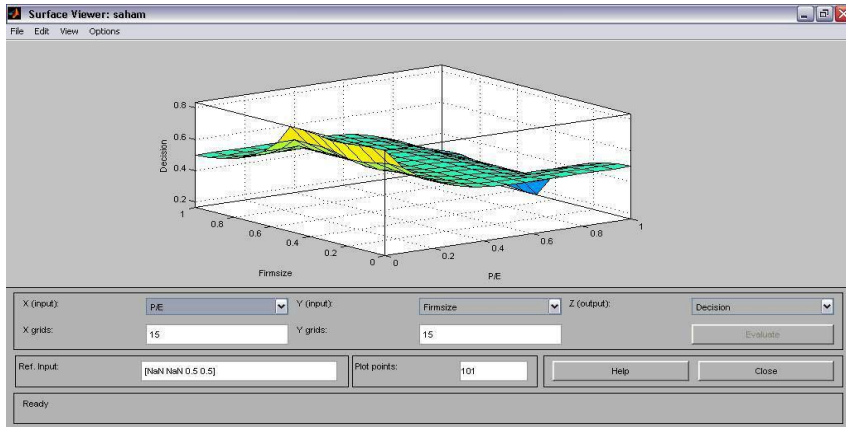 Surface Viewer: saham
File Edit View Options
0.8
0.6
0.4
0.2
Decision
1
0.8
0.6
0.4
0.2
0
Firmsize
0
0.2
0.4
0.6
0.8
1
P/E
X (input): P/E Y (input): Firmsize Z (output): Decision
X grids: 15 Y grids: 15 Evaluate
Ref. Input: [NaN NaN 0.5 0.5] Plot points: 101 Help Close
Ready